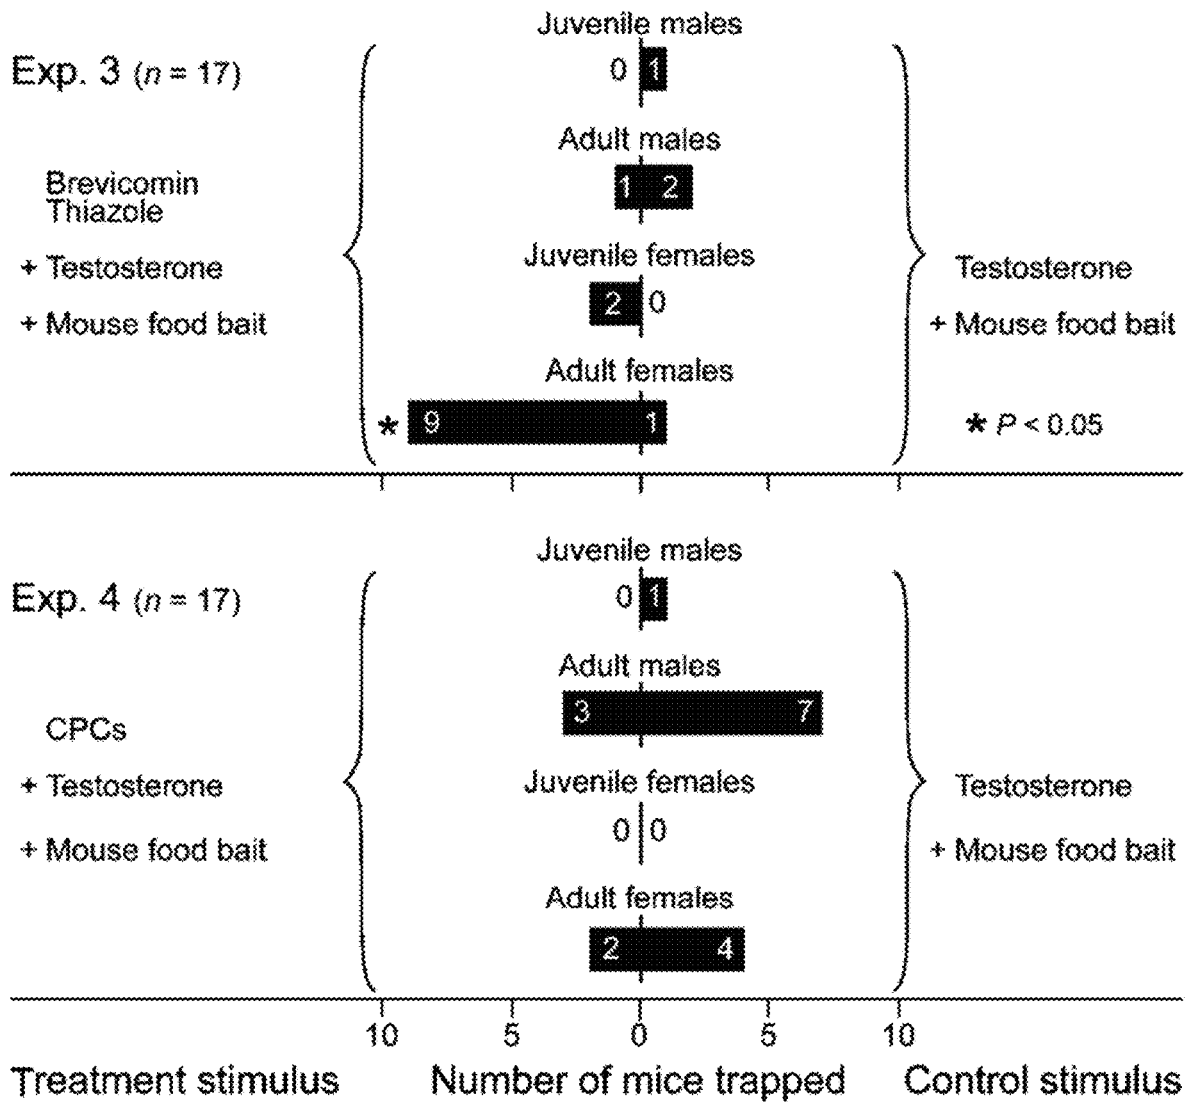 Juvenile males
Exp. 3 (n = 17)
0 1
Adult males
1 2
Brevicomin
Thiazole
Juvenile females
+ Testosterone
Testosterone
2 0
+ Mouse food bait
+ Mouse food bait
Adult females
* 9 1
* P < 0.05
Juvenile males
Exp. 4 (n = 17)
0 1
Adult males
3 7
CPCs
Juvenile females
+ Testosterone
Testosterone
0 0
+ Mouse food bait
+ Mouse food bait
Adult females
2 4
10 5 0 5 10
Treatment stimulus Number of mice trapped Control stimulus